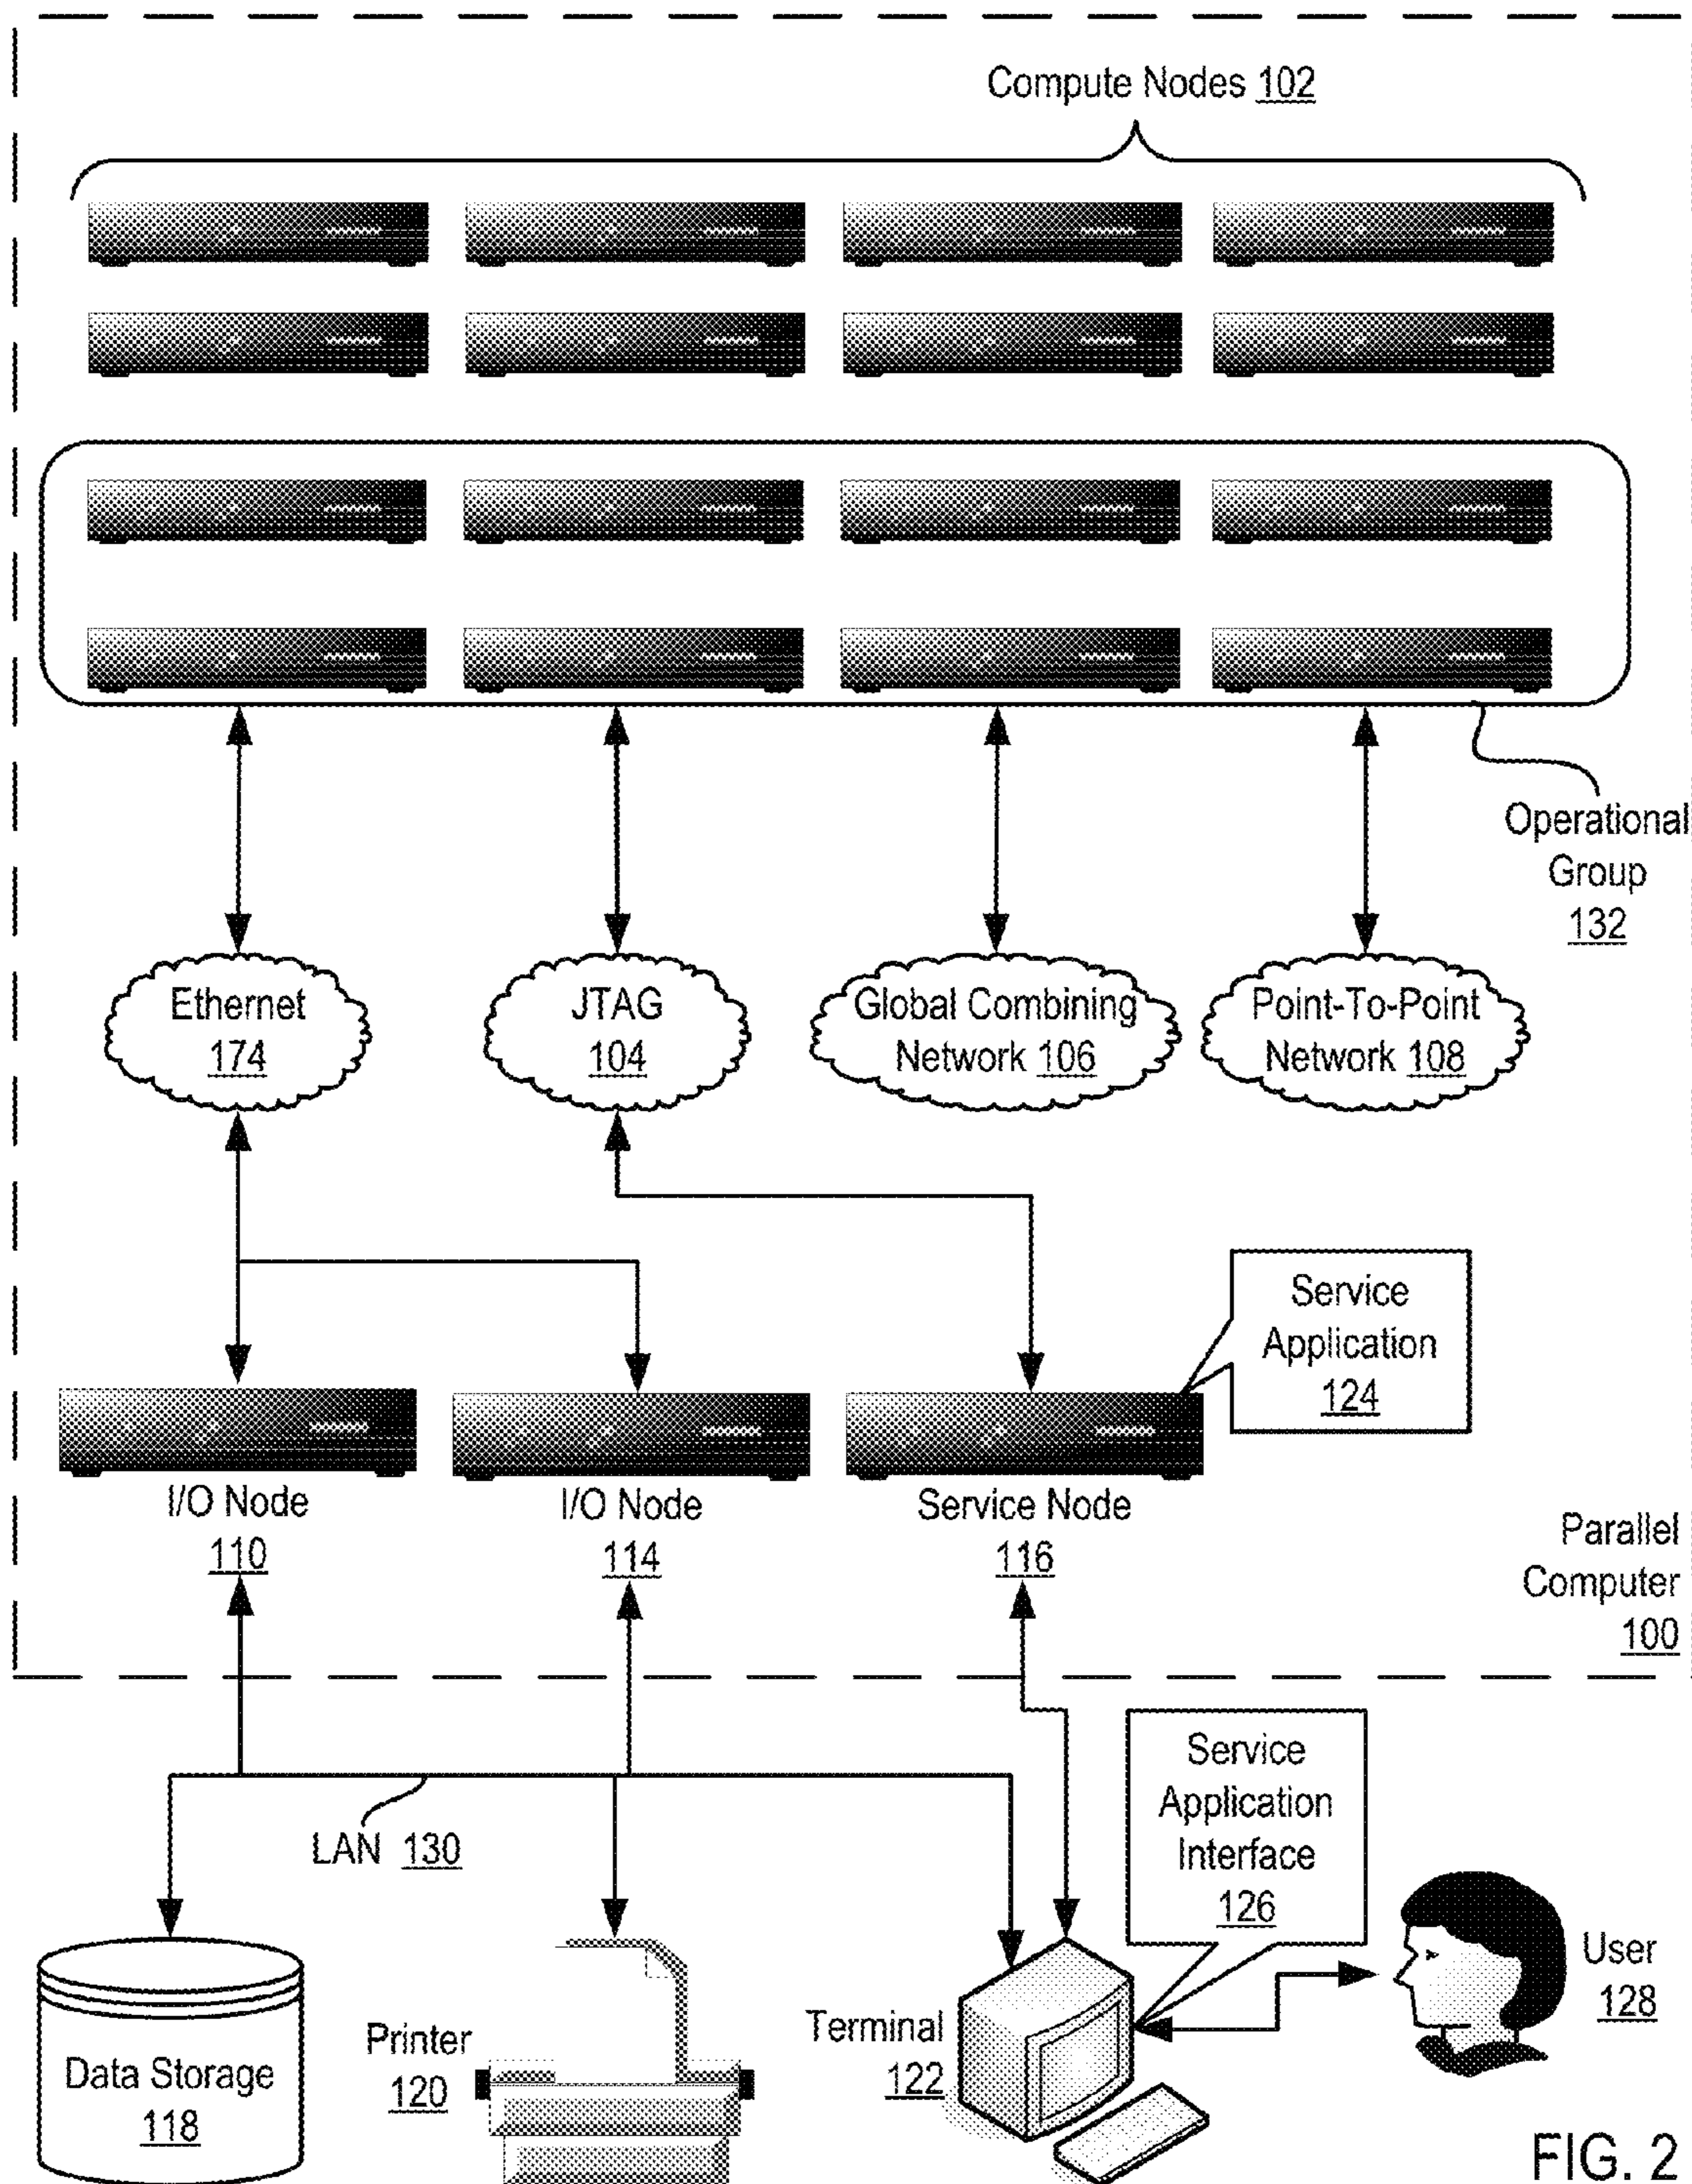 Compute Nodes 102
Operational
Group
132
Ethernet
174
JTAG
104
Global Combining
Network 106
Point-To-Point
Network 108
Service
Application
124
I/O Node
110
I/O Node
114
Service Node
116
Parallel
Computer
100
LAN 130
Service
Application
Interface
126
User
128
Data Storage
118
Printer
120
Terminal
122
FIG. 2